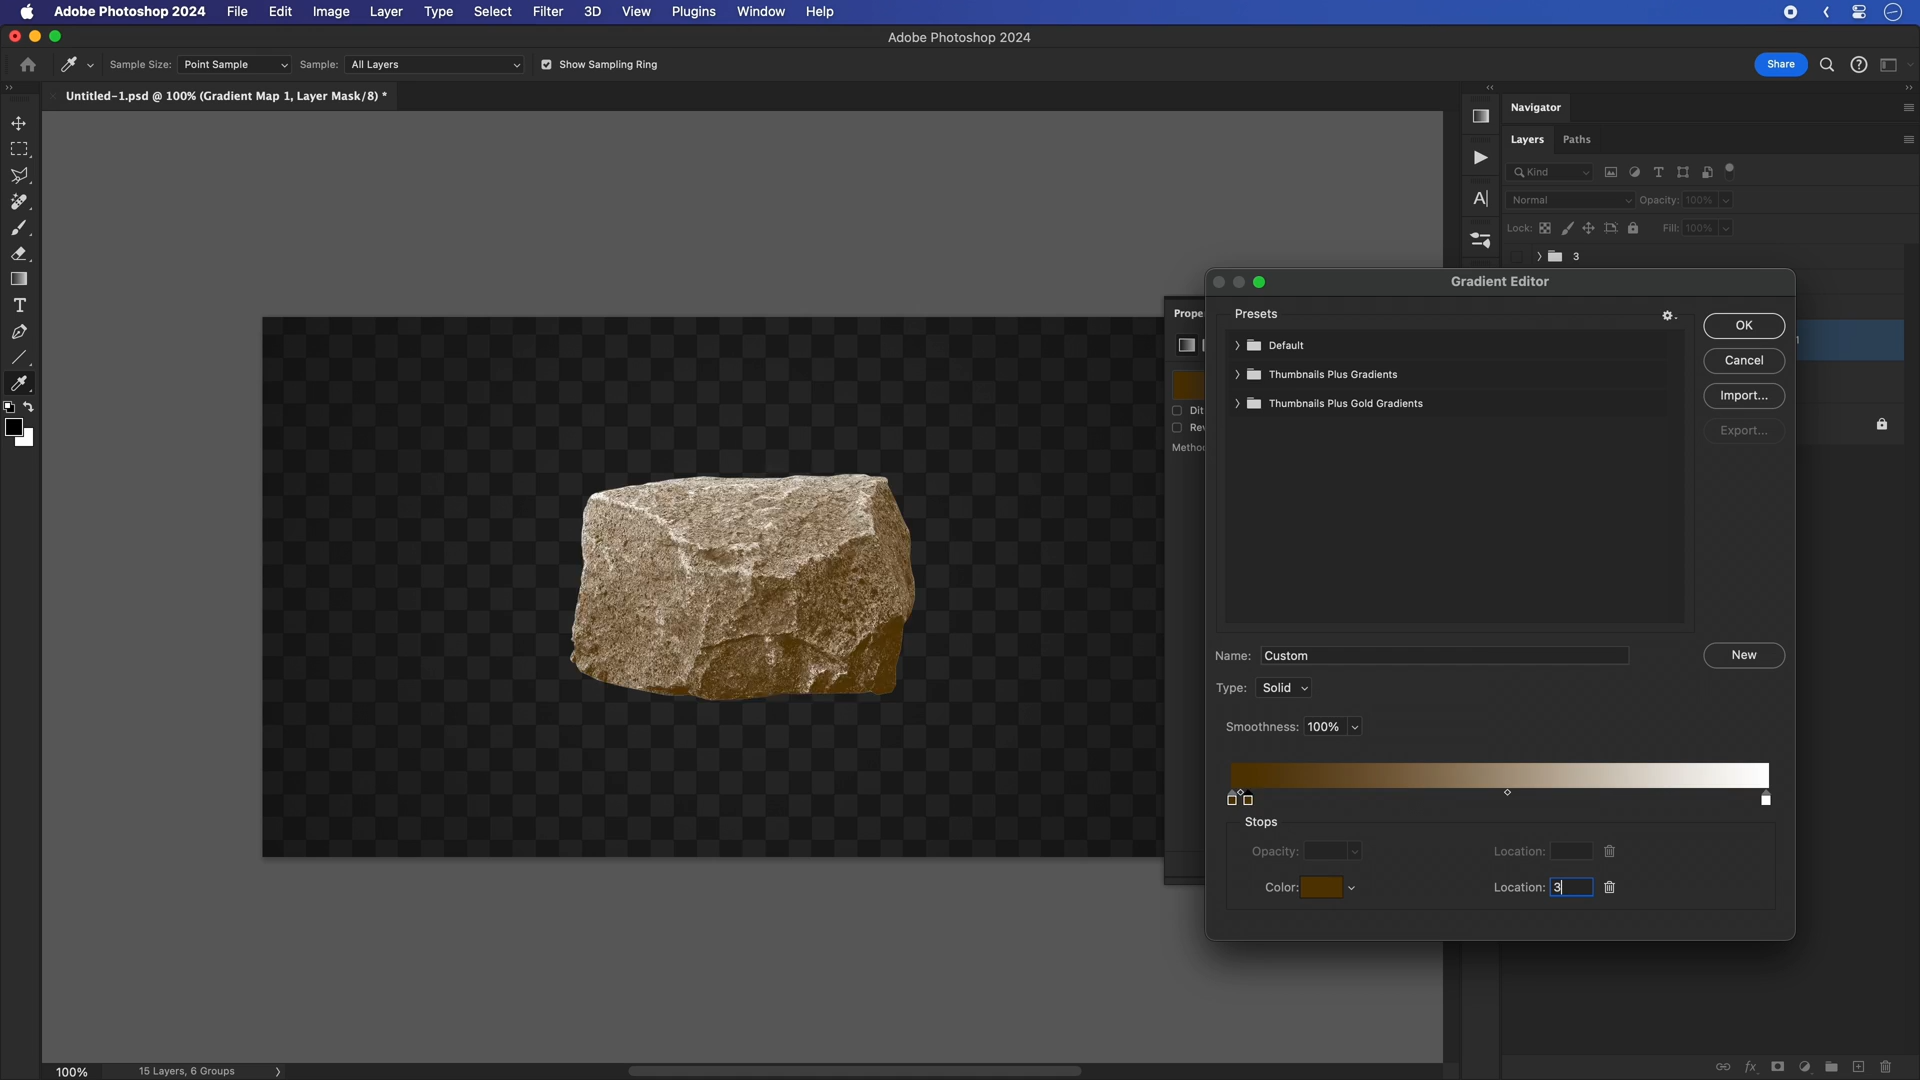 Adobe Photoshop 2024 File Edit Image Layer Type Select Filter 3D View Plugins Window Help
Adobe Photoshop 2024
Sample Size: Point Sample Sample: All Layers Show Sampling Ring Share
Untitled-1.psd @ 100% (Gradient Map 1, Layer Mask/8) *
Navigator
Layers Paths
Kind
Normal Opacity: 100%
Lock: Fill: 100%
3
Gradient Editor
Prope
Presets
OK
Default
Cancel
Thumbnails Plus Gradients
Import...
Thumbnails Plus Gold Gradients
Dit
Rev
Export...
Metho
Name: Custom
New
Type: Solid
Smoothness: 100%
Stops
Opacity: Location:
Color: Location: 3
100% 15 Layers, 6 Groups